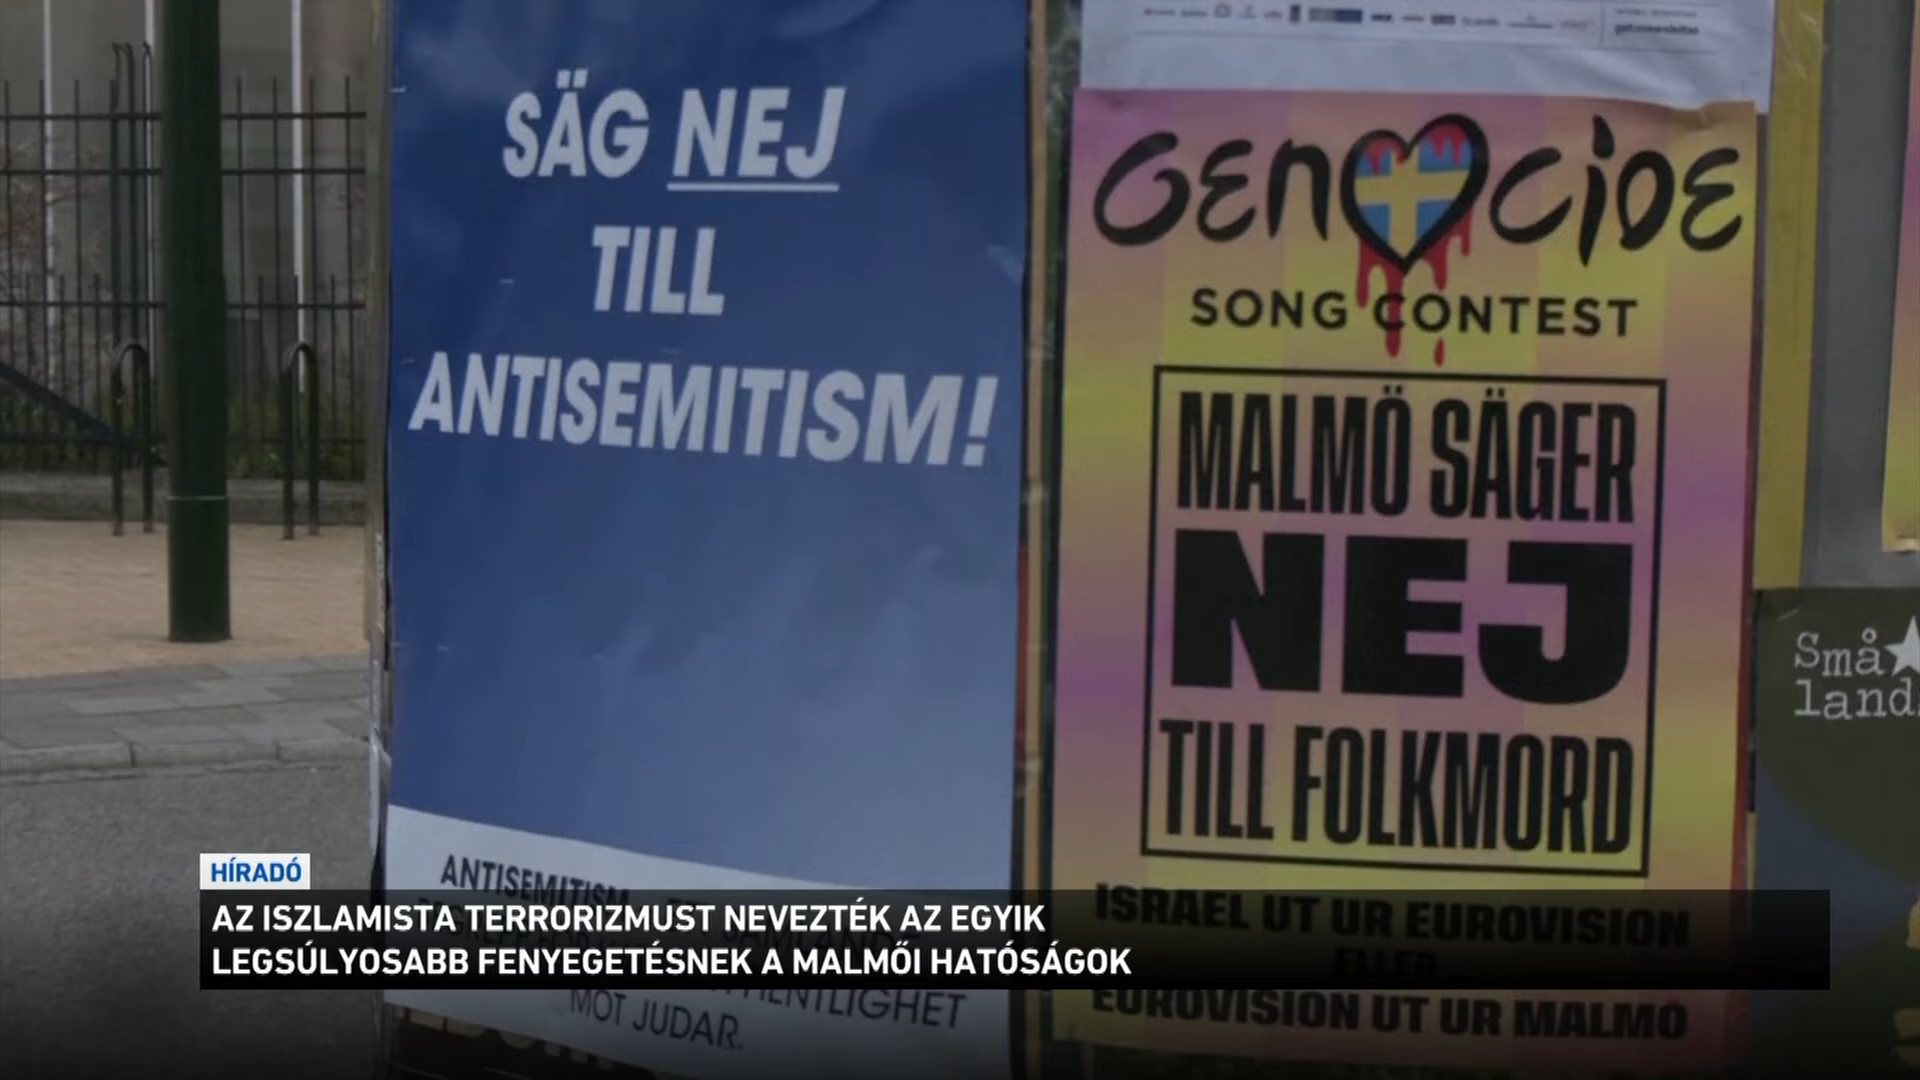 SÄG NEJ
TILL
ANTISEMITISM!
ANTISEMITISM
MOT JUDAR.
GENOCIDE
SONG CONTEST
MALMÖ SÄGER
NEJ
TILL FOLKMORD
ISRAEL UT UR EUROVISION
ELLER
EUROVISION UT UR MALMÖ
Små
land
HÍRADÓ
AZ ISZLAMISTA TERRORIZMUST NEVEZTÉK AZ EGYIK
LEGSÚLYOSABB FENYEGETÉSNEK A MALMŐI HATÓSÁGOK